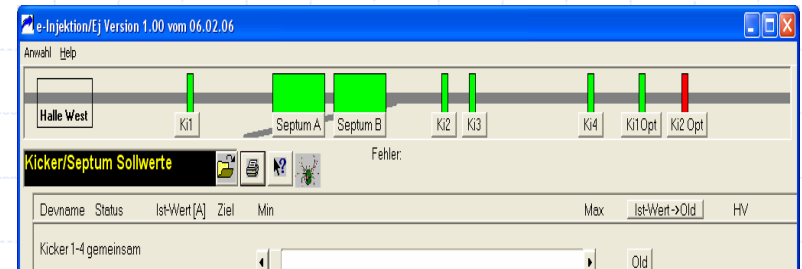 e-Injektion/Ej Version 1.00 vom 06.02.06
Anwahl Help
Halle West Ki1 Septum A Septum B Ki2 Ki3 Ki4 Ki1Opt Ki2 Opt
Kicker/Septum Sollwerte Fehler:
Devname Status Ist-Wert[A] Ziel Min Max Ist-Wert->Old HV
Kicker 1-4 gemeinsam
Old